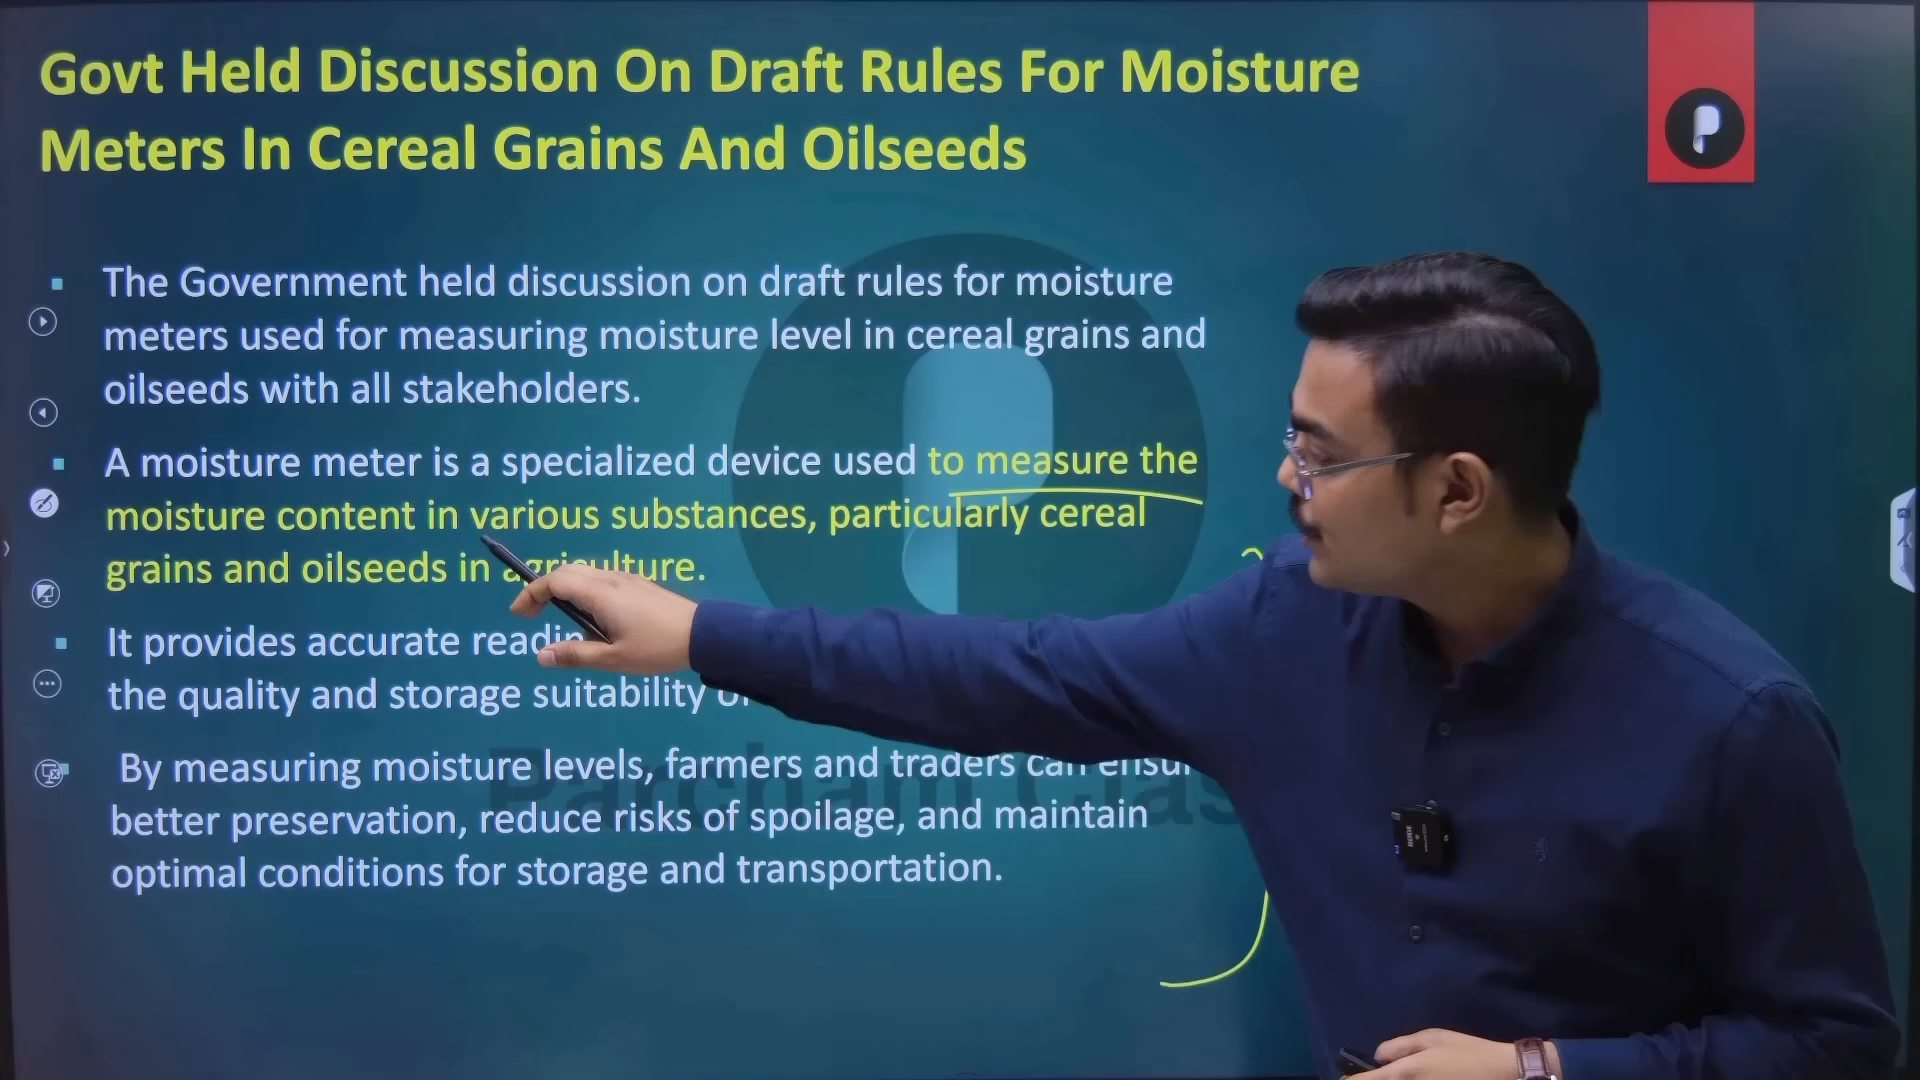 Govt Held Discussion On Draft Rules For Moisture
Meters In Cereal Grains And Oilseeds
The Government held discussion on draft rules for moisture
meters used for measuring moisture level in cereal grains and
oilseeds with all stakeholders.
A moisture meter is a specialized device used to measure the
moisture content in various substances, particularly cereal
grains and oilseeds in agriculture.
It provides accurate
the quality and storage suitability
By measuring moisture levels, farmers and traders can
better preservation, reduce risks of spoilage, and maintain
optimal conditions for storage and transportation.
Parcham
RODE